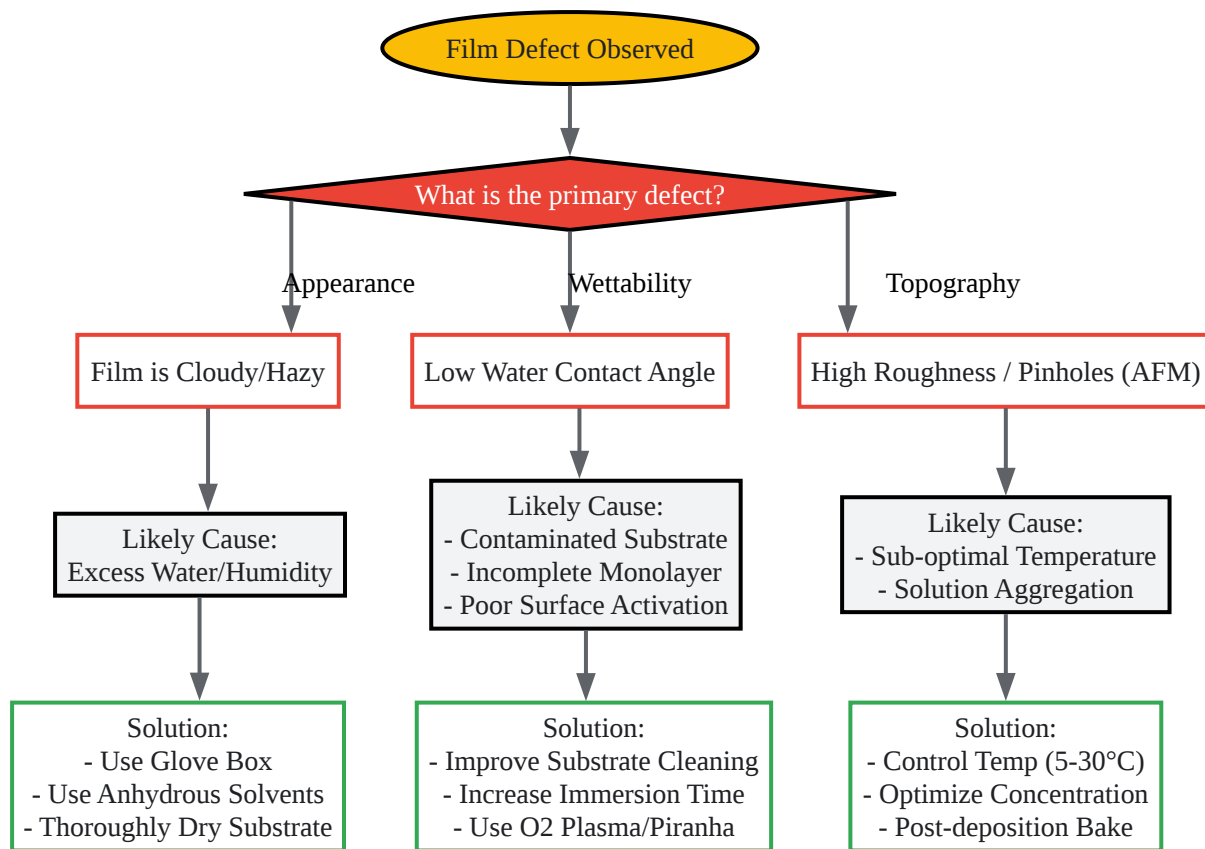 Film Defect Observed
What is the primary defect?
Appearance
Wettability
Topography
Film is Cloudy/Hazy
Low Water Contact Angle
High Roughness / Pinholes (AFM)
Likely Cause:
Excess Water/Humidity
Likely Cause:
- Contaminated Substrate
- Incomplete Monolayer
- Poor Surface Activation
Likely Cause:
- Sub-optimal Temperature
- Solution Aggregation
Solution:
- Use Glove Box
- Use Anhydrous Solvents
- Thoroughly Dry Substrate
Solution:
- Improve Substrate Cleaning
- Increase Immersion Time
- Use O2 Plasma/Piranha
Solution:
- Control Temp (5-30°C)
- Optimize Concentration
- Post-deposition Bake